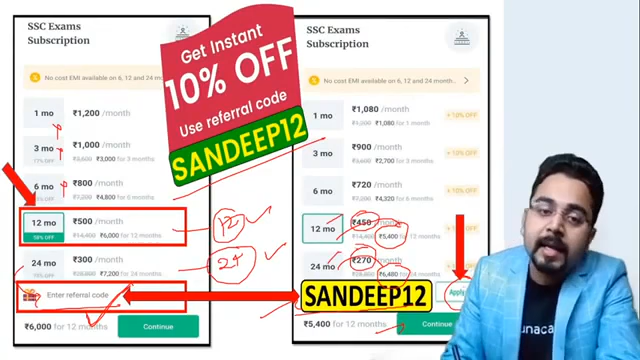 SSC Exams
Subscription
No cost EMI available on 6, 12 and 24 mon
1 mo
₹1,200 /month
3 mo
17% OFF
₹1,000 /month
₹3,600 ₹3,000 for 3 months
6 mo
₹800 /month
₹7,200 ₹4,800 for 6 months
12 mo
58% OFF
₹500 /month
₹14,400 ₹6,000 for 12 months
24 mo
₹300 /month
₹28,800 ₹7,200 for 24 months
Enter referral code
₹6,000 for 12 months
Continue
Get Instant
10% OFF
Use referral code
SANDEEP12
12
24
SSC Exams
Subscription
No cost EMI available on 6, 12 and 24 month
1 mo
₹1,080 /month
₹1,200 ₹1,080 for 1 month
+ 10% OFF
3 mo
₹900 /month
₹3,600 ₹2,700 for 3 months
+ 10% OFF
6 mo
₹720 /month
₹7,200 ₹4,320 for 6 months
+ 10% OFF
12 mo
₹450 /month
₹14,400 ₹5,400 for 12 months
24 mo
₹270 /month
₹28,800 ₹6,480 for 24 months
SANDEEP12
Apply
₹5,400 for 12 months
unaca